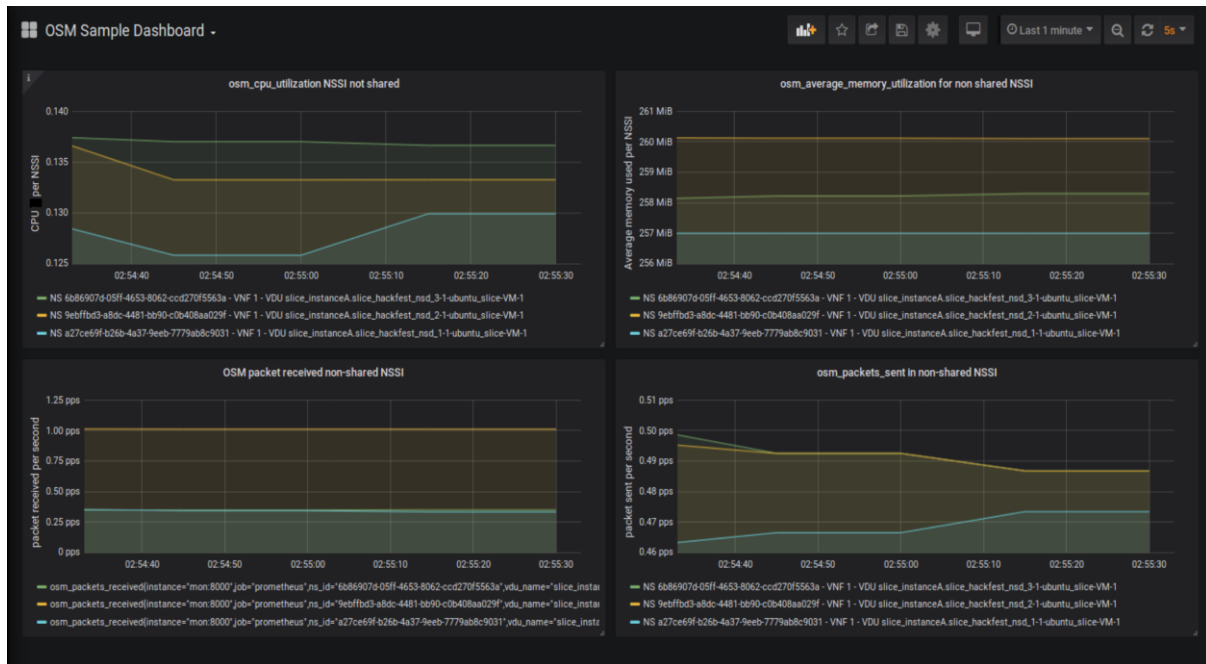 OSM Sample Dashboard
Last 1 minute
5s
i
osm_cpu_utilization NSSI not shared
CPU per NSSI
0.140
0.135
0.130
0.125
02:54:40 02:54:50 02:55:00 02:55:10 02:55:20 02:55:30
NS 6b86907d-05ff-4653-8062-ccd270f5563a - VNF 1 - VDU slice_instanceA.slice_hackfest_nsd_3-1-ubuntu_slice-VM-1
NS 9ebffbd3-a8dc-4481-bb90-c0b408aa029f - VNF 1 - VDU slice_instanceA.slice_hackfest_nsd_2-1-ubuntu_slice-VM-1
NS a27ce69f-b26b-4a37-9eeb-7779ab8c9031 - VNF 1 - VDU slice_instanceA.slice_hackfest_nsd_1-1-ubuntu_slice-VM-1
osm_average_memory_utilization for non shared NSSI
Average memory used per NSSI
261 MiB
260 MiB
259 MiB
258 MiB
257 MiB
256 MiB
02:54:40 02:54:50 02:55:00 02:55:10 02:55:20 02:55:30
NS 6b86907d-05ff-4653-8062-ccd270f5563a - VNF 1 - VDU slice_instanceA.slice_hackfest_nsd_3-1-ubuntu_slice-VM-1
NS 9ebffbd3-a8dc-4481-bb90-c0b408aa029f - VNF 1 - VDU slice_instanceA.slice_hackfest_nsd_2-1-ubuntu_slice-VM-1
NS a27ce69f-b26b-4a37-9eeb-7779ab8c9031 - VNF 1 - VDU slice_instanceA.slice_hackfest_nsd_1-1-ubuntu_slice-VM-1
OSM packet received non-shared NSSI
packet received per second
1.25 pps
1.00 pps
0.75 pps
0.50 pps
0.25 pps
0 pps
02:54:40 02:54:50 02:55:00 02:55:10 02:55:20 02:55:30
osm_packets_received{instance="mon:8000",job="prometheus",ns_id="6b86907d-05ff-4653-8062-ccd270f5563a",vdu_name="slice_instan
osm_packets_received{instance="mon:8000",job="prometheus",ns_id="9ebffbd3-a8dc-4481-bb90-c0b408aa029f",vdu_name="slice_instan
osm_packets_received{instance="mon:8000",job="prometheus",ns_id="a27ce69f-b26b-4a37-9eeb-7779ab8c9031",vdu_name="slice_insta
osm_packets_sent in non-shared NSSI
packet sent per second
0.51 pps
0.50 pps
0.49 pps
0.48 pps
0.47 pps
0.46 pps
02:54:40 02:54:50 02:55:00 02:55:10 02:55:20 02:55:30
NS 6b86907d-05ff-4653-8062-ccd270f5563a - VNF 1 - VDU slice_instanceA.slice_hackfest_nsd_3-1-ubuntu_slice-VM-1
NS 9ebffbd3-a8dc-4481-bb90-c0b408aa029f - VNF 1 - VDU slice_instanceA.slice_hackfest_nsd_2-1-ubuntu_slice-VM-1
NS a27ce69f-b26b-4a37-9eeb-7779ab8c9031 - VNF 1 - VDU slice_instanceA.slice_hackfest_nsd_1-1-ubuntu_slice-VM-1